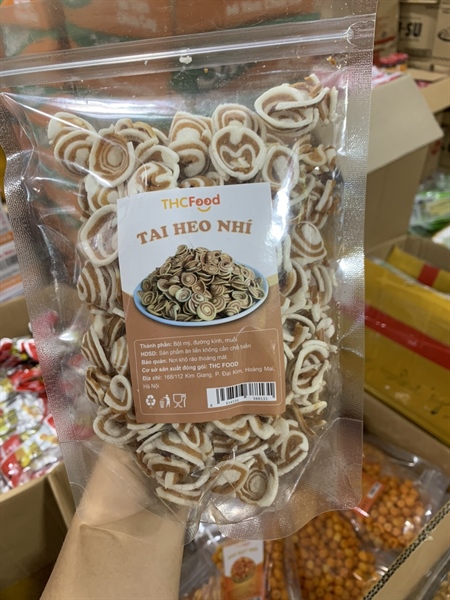 THCFood
TAI HEO NHÍ
Thành phần: Bột mỳ, đường kính, muối
HDSD: Sản phẩm ăn liền không cần chế biến
Bảo quản: Nơi khô ráo thoáng mát
Cơ sở sản xuất đóng gói: THC FOOD
Địa chỉ: 168/112 Kim Giang, P. Đại Kim, Hoàng Mai,
Hà Nội
-SU